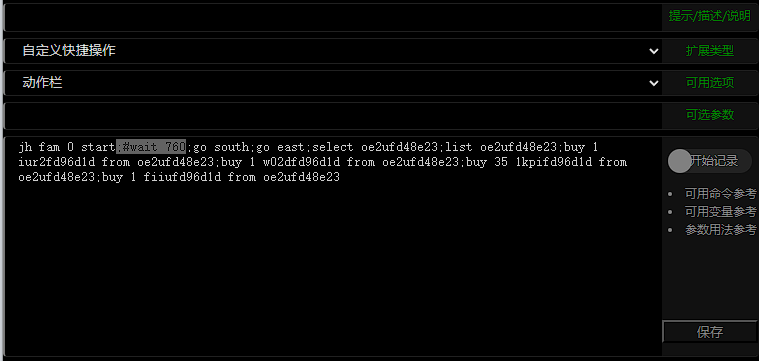 提示/描述/说明
自定义快捷操作
扩展类型
动作栏
可用选项
可选参数
jh fam 0 start;#wait 760;go south;go east;select oe2ufd48e23;list oe2ufd48e23;buy 1
iur2fd96d1d from oe2ufd48e23;buy 1 w02dfd96d1d from oe2ufd48e23;buy 35 1kpifd96d1d from
oe2ufd48e23;buy 1 fiiufd96d1d from oe2ufd48e23
开始记录
可用命令参考
可用变量参考
参数用法参考
保存